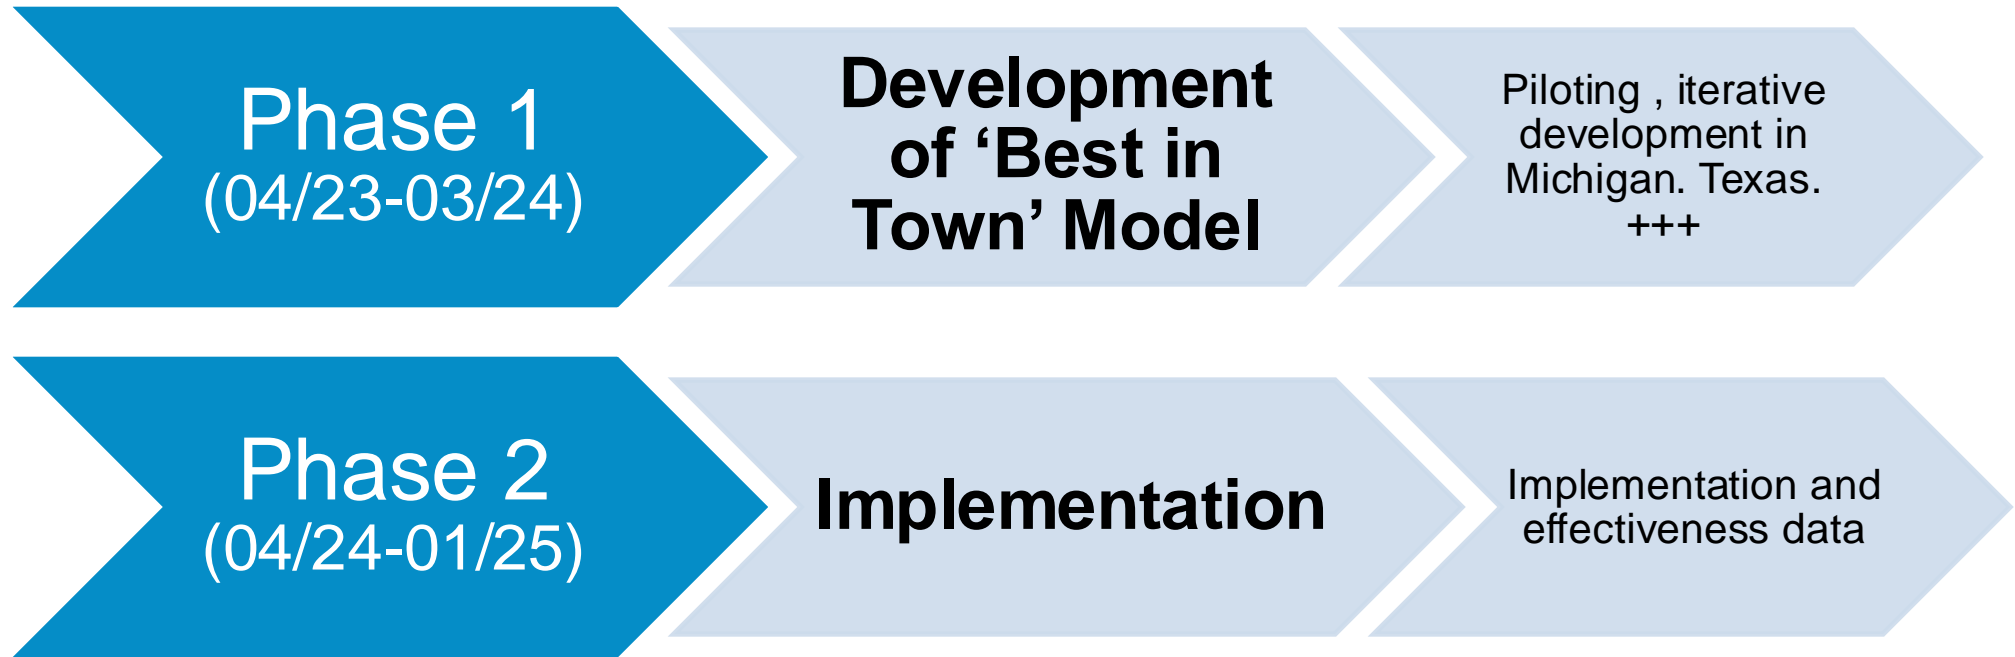 Phase 1
(04/23-03/24)
Development
of ‘Best in
Town’ Model
Piloting , iterative
development in
Michigan. Texas.
+++
Phase 2
(04/24-01/25)
Implementation
Implementation and
effectiveness data